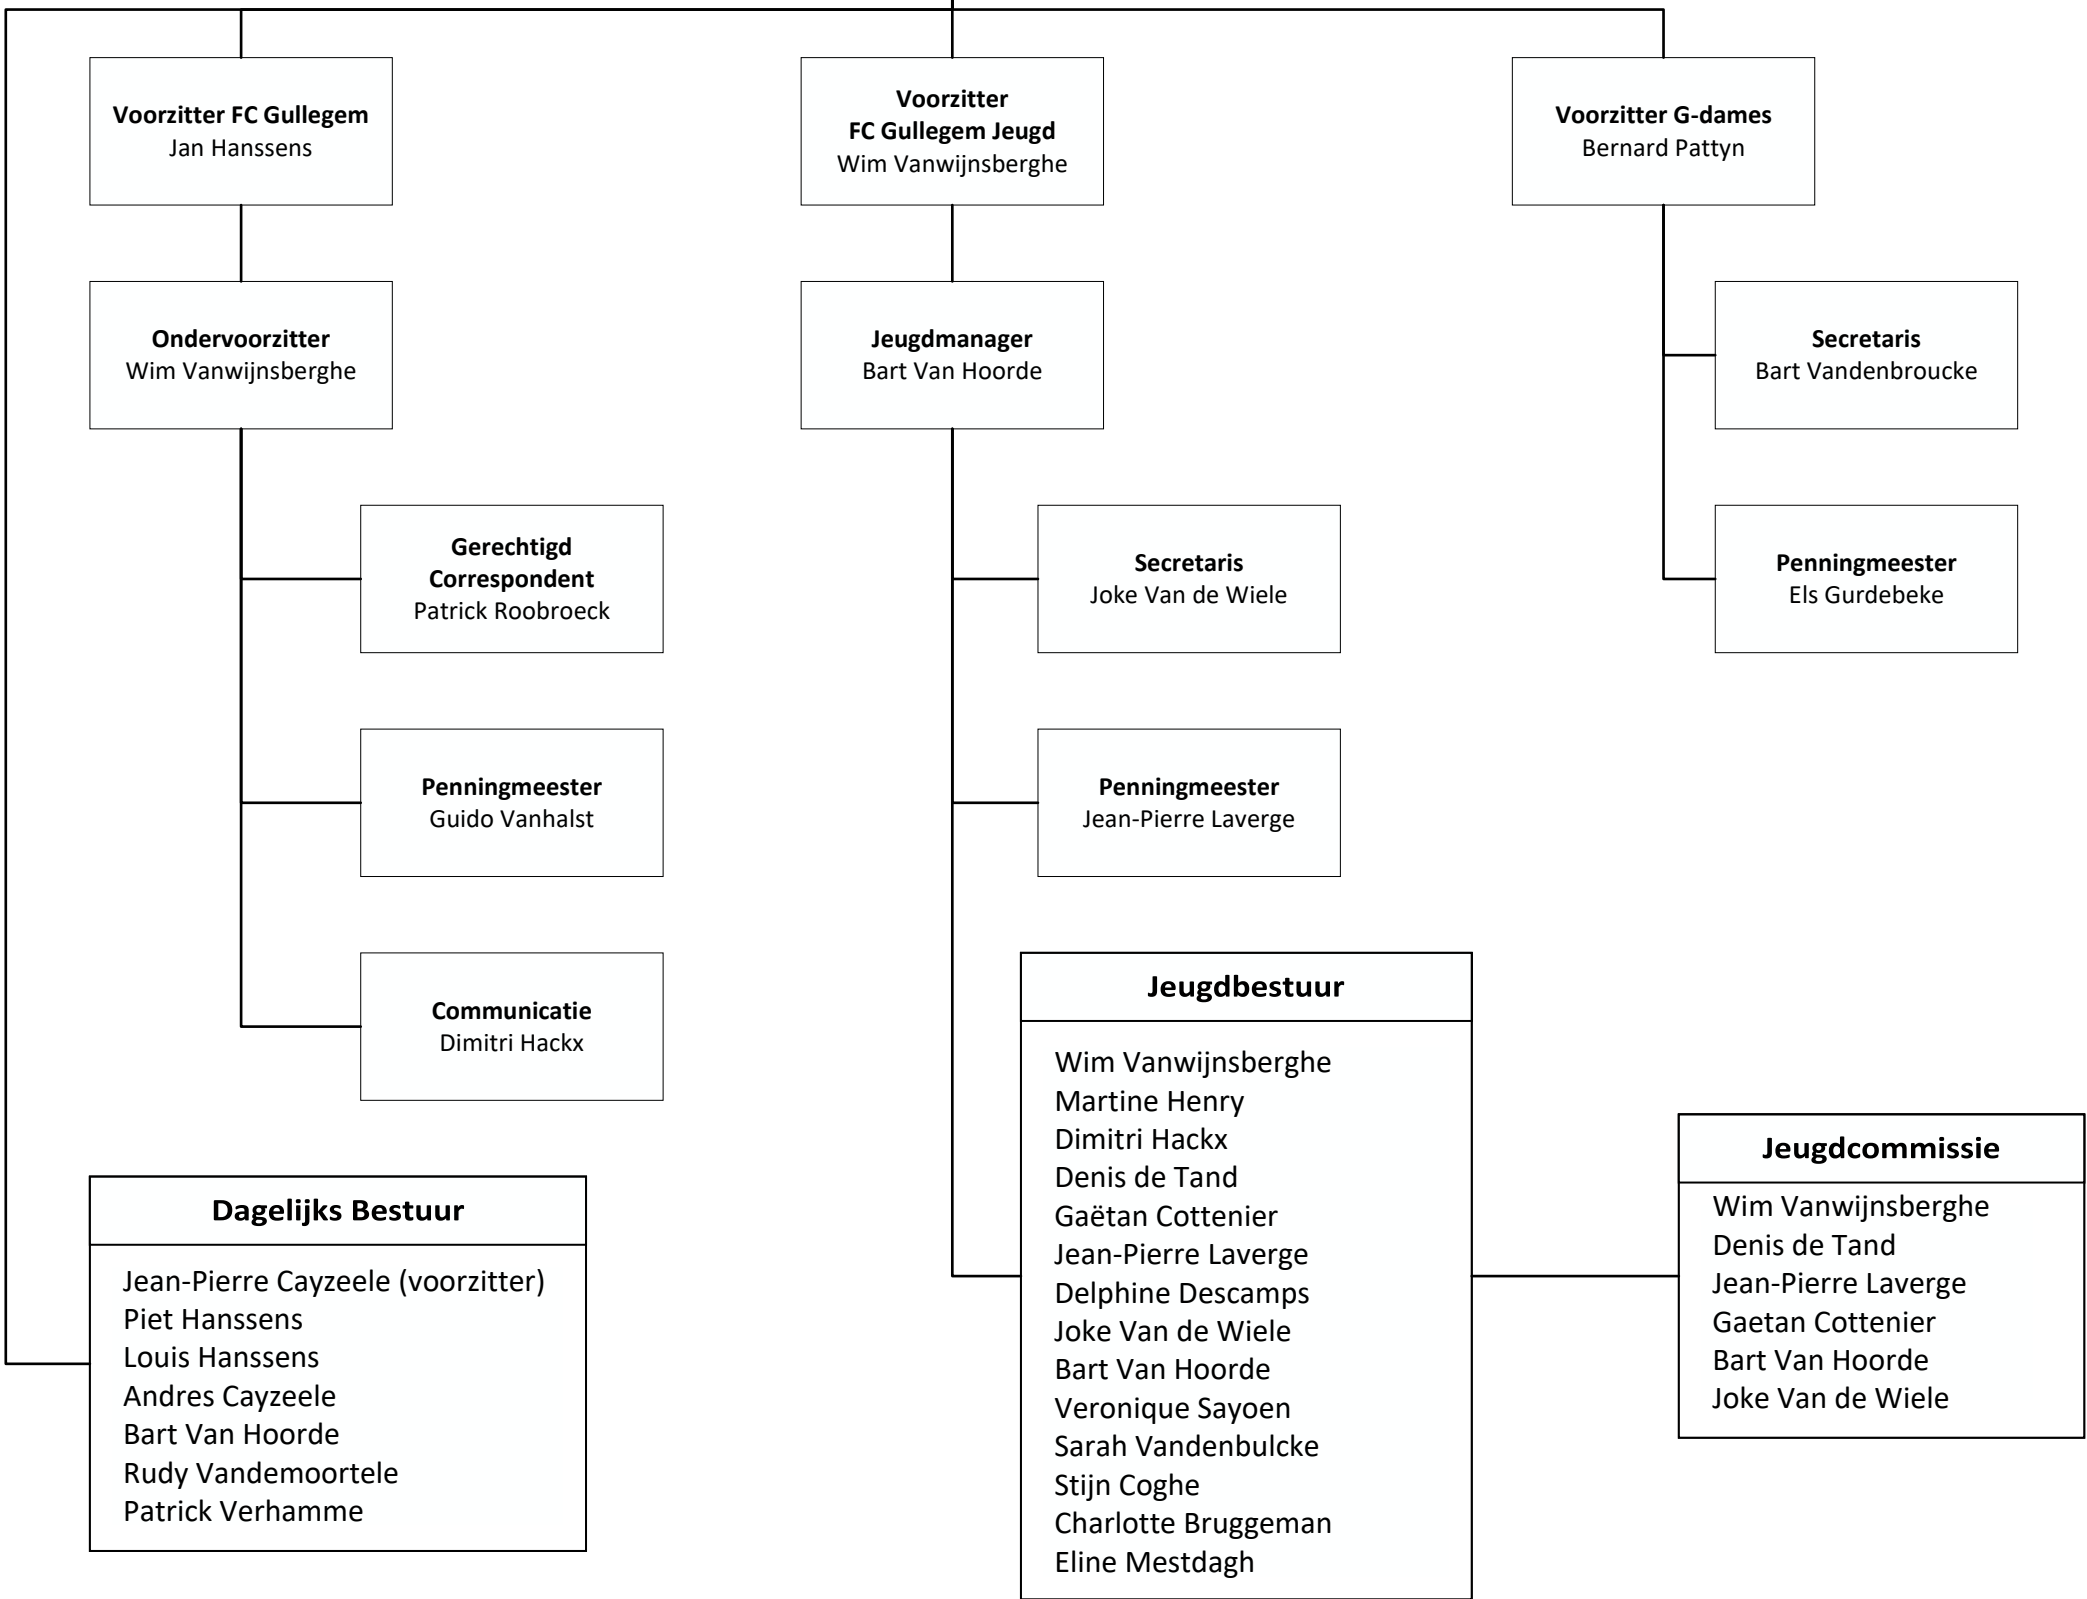 Voorzitter FC Gullegem
Jan Hanssens
Voorzitter
FC Gullegem Jeugd
Wim Vanwijnsberghe
Voorzitter G-dames
Bernard Pattyn
Ondervoorzitter
Wim Vanwijnsberghe
Jeugdmanager
Bart Van Hoorde
Secretaris
Bart Vandenbroucke
Gerechtigd
Correspondent
Patrick Roobroeck
Secretaris
Joke Van de Wiele
Penningmeester
Els Gurdebeke
Penningmeester
Guido Vanhalst
Penningmeester
Jean-Pierre Laverge
Communicatie
Dimitri Hackx
Jeugdbestuur
Wim Vanwijnsberghe
Martine Henry
Dimitri Hackx
Denis de Tand
Gaëtan Cottenier
Jean-Pierre Laverge
Delphine Descamps
Joke Van de Wiele
Bart Van Hoorde
Veronique Sayoen
Sarah Vandenbulcke
Stijn Coghe
Charlotte Bruggeman
Eline Mestdagh
Jeugdcommissie
Wim Vanwijnsberghe
Denis de Tand
Jean-Pierre Laverge
Gaetan Cottenier
Bart Van Hoorde
Joke Van de Wiele
Dagelijks Bestuur
Jean-Pierre Cayzeele (voorzitter)
Piet Hanssens
Louis Hanssens
Andres Cayzeele
Bart Van Hoorde
Rudy Vandemoortele
Patrick Verhamme